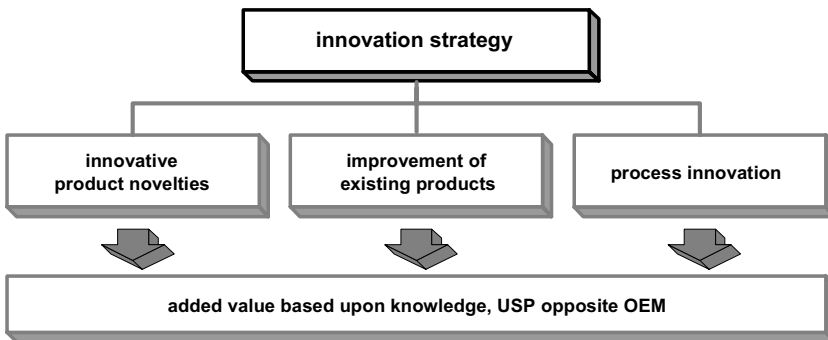 innovation strategy
innovative
product novelties
improvement of
existing products
process innovation
added value based upon knowledge, USP opposite OEM